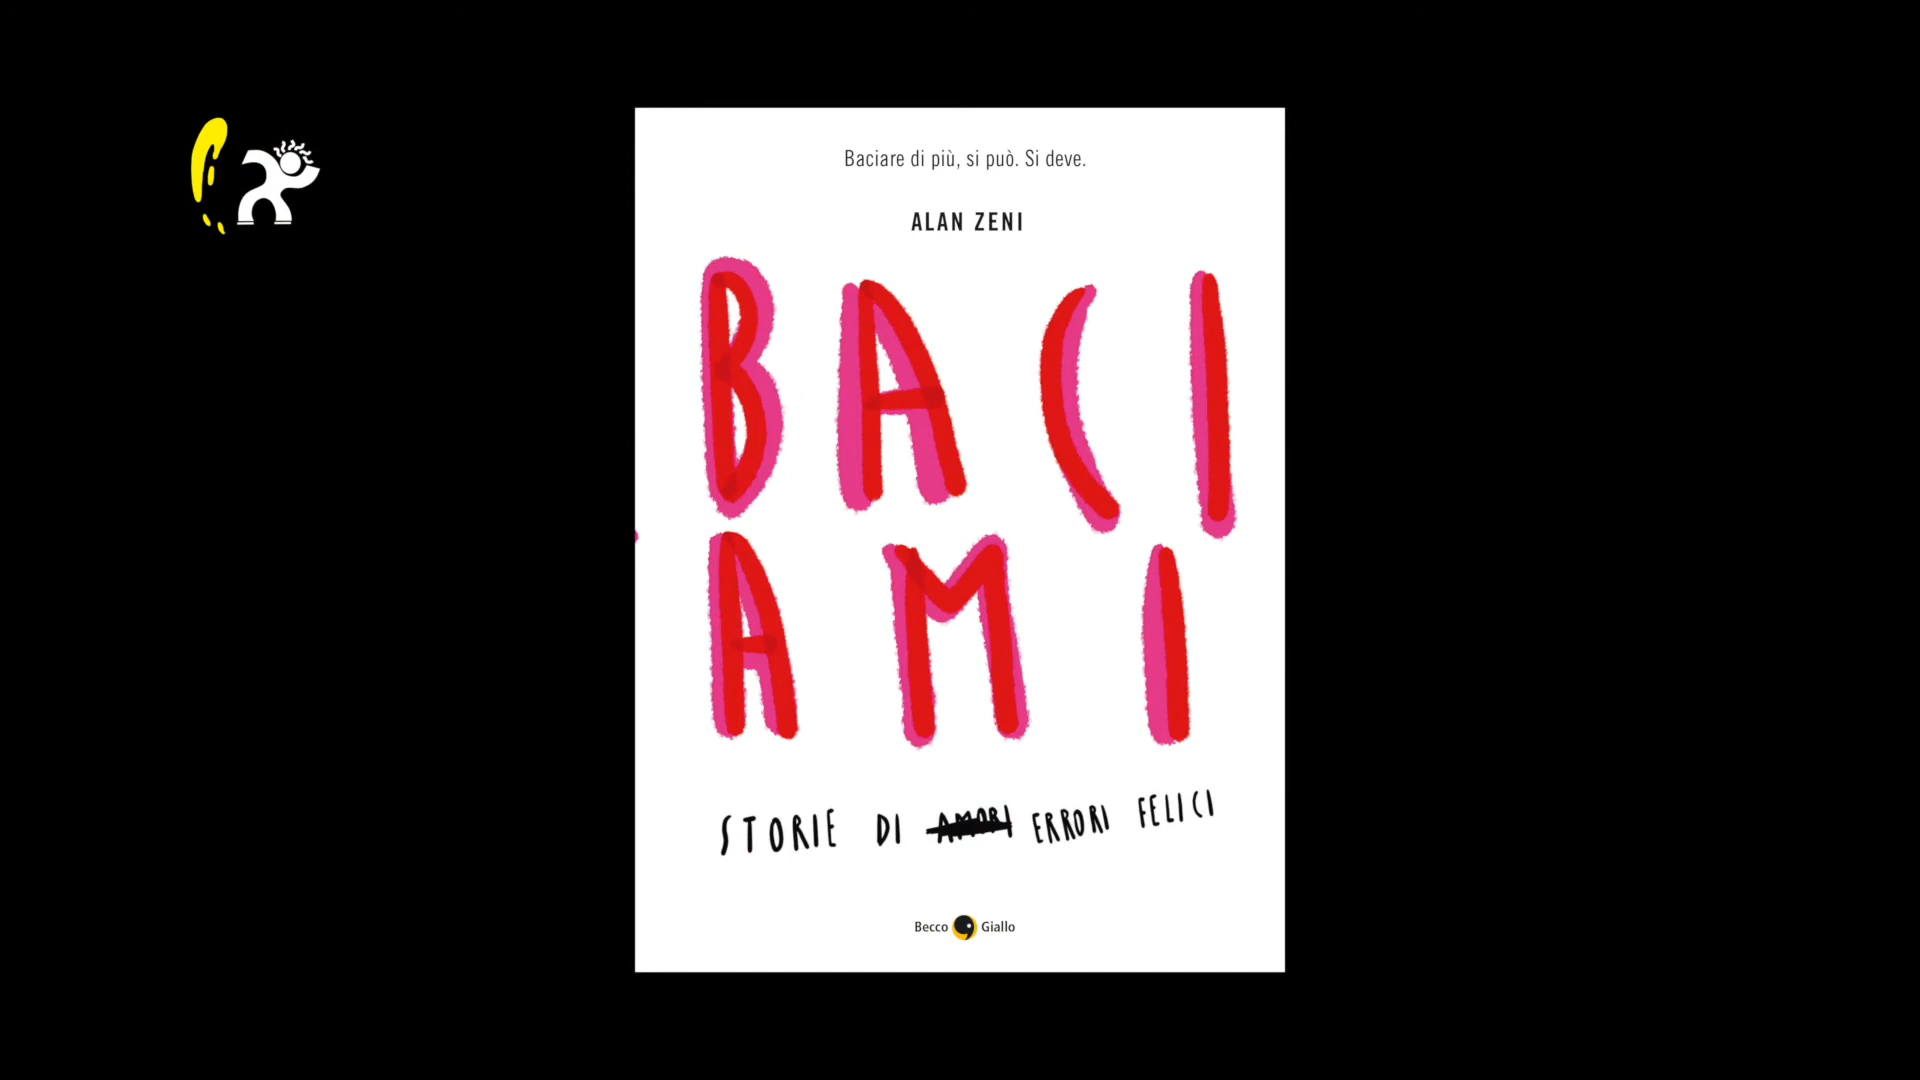 Baciare di più, si può. Si deve.
ALAN ZENI
BACI
AMI
STORIE DI AMORI ERRORI FELICI
Becco Giallo